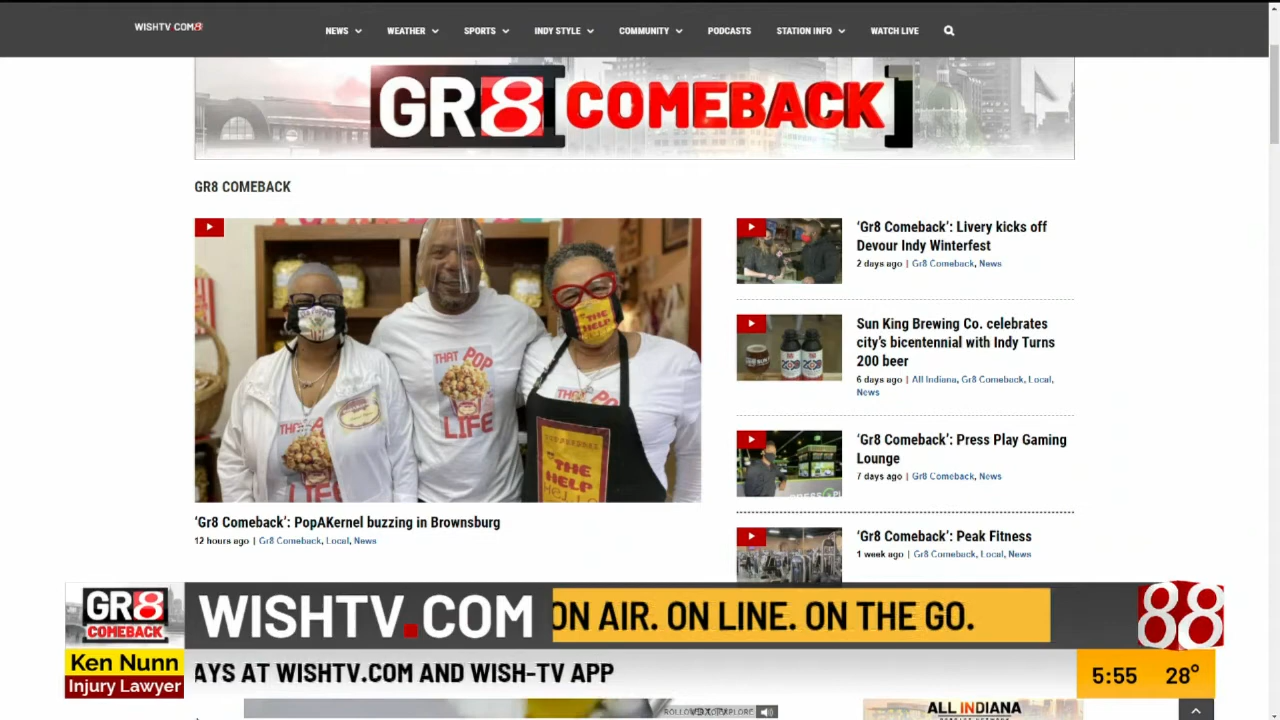 WISHTV.COM8
NEWS WEATHER SPORTS INDY STYLE COMMUNITY PODCASTS STATION INFO WATCH LIVE
GR8 [COMEBACK]
GR8 COMEBACK
THAT POP
LIFE
THE
HELP
LIFE
'Gr8 Comeback': PopAKernel buzzing in Brownsburg
12 hours ago | Gr8 Comeback, Local, News
'Gr8 Comeback': Livery kicks off
Devour Indy Winterfest
2 days ago | Gr8 Comeback, News
Sun King Brewing Co. celebrates
city's bicentennial with Indy Turns
200 beer
6 days ago | All Indiana, Gr8 Comeback, Local,
News
'Gr8 Comeback': Press Play Gaming
Lounge
7 days ago | Gr8 Comeback, News
'Gr8 Comeback': Peak Fitness
1 week ago | Gr8 Comeback, Local, News
GR8
COMEBACK
WISHTV.COM
ON AIR. ON LINE. ON THE GO.
88
Ken Nunn
Injury Lawyer
AYS AT WISHTV.COM AND WISH-TV APP
5:55 28°
ALL INDIANA